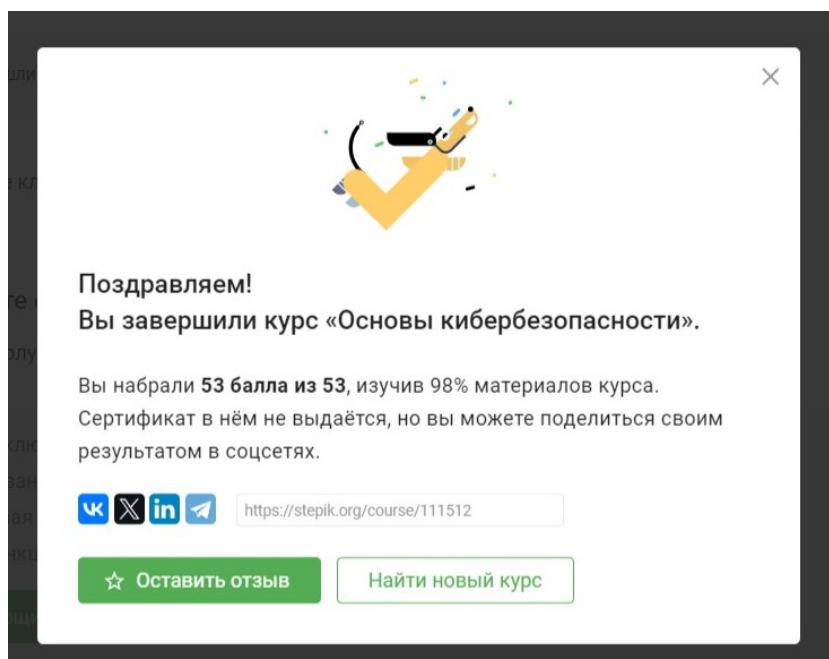 Поздравляем!
Вы завершили курс «Основы кибербезопасности».
Вы набрали 53 балла из 53, изучив 98% материалов курса.
Сертификат в нём не выдаётся, но вы можете поделиться своим
результатом в соцсетях.
https://stepik.org/course/111512
Оставить отзыв
Найти новый курс